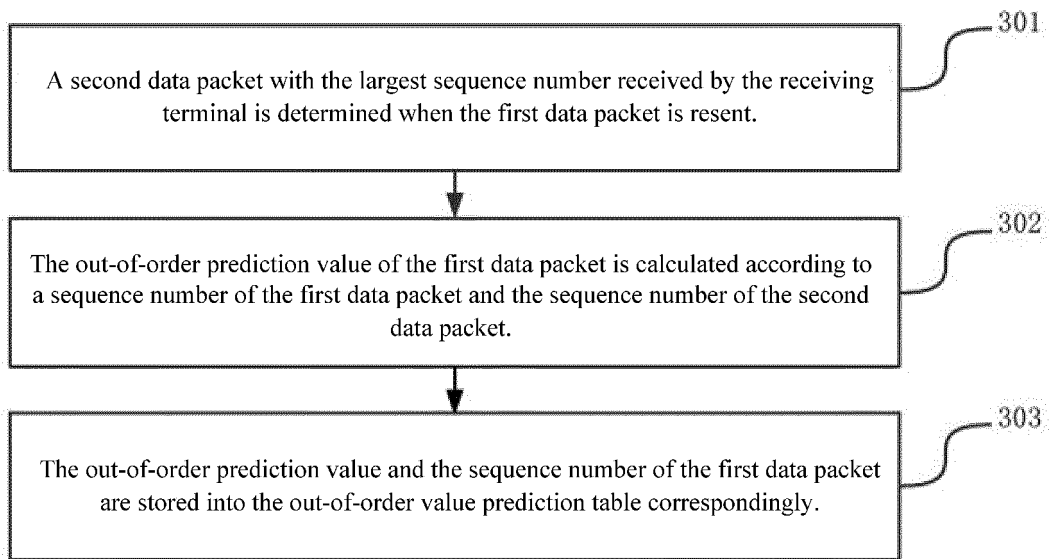 301
A second data packet with the largest sequence number received by the receiving
terminal is determined when the first data packet is resent.
302
The out-of-order prediction value of the first data packet is calculated according to
a sequence number of the first data packet and the sequence number of the second
data packet.
303
The out-of-order prediction value and the sequence number of the first data packet
are stored into the out-of-order value prediction table correspondingly.